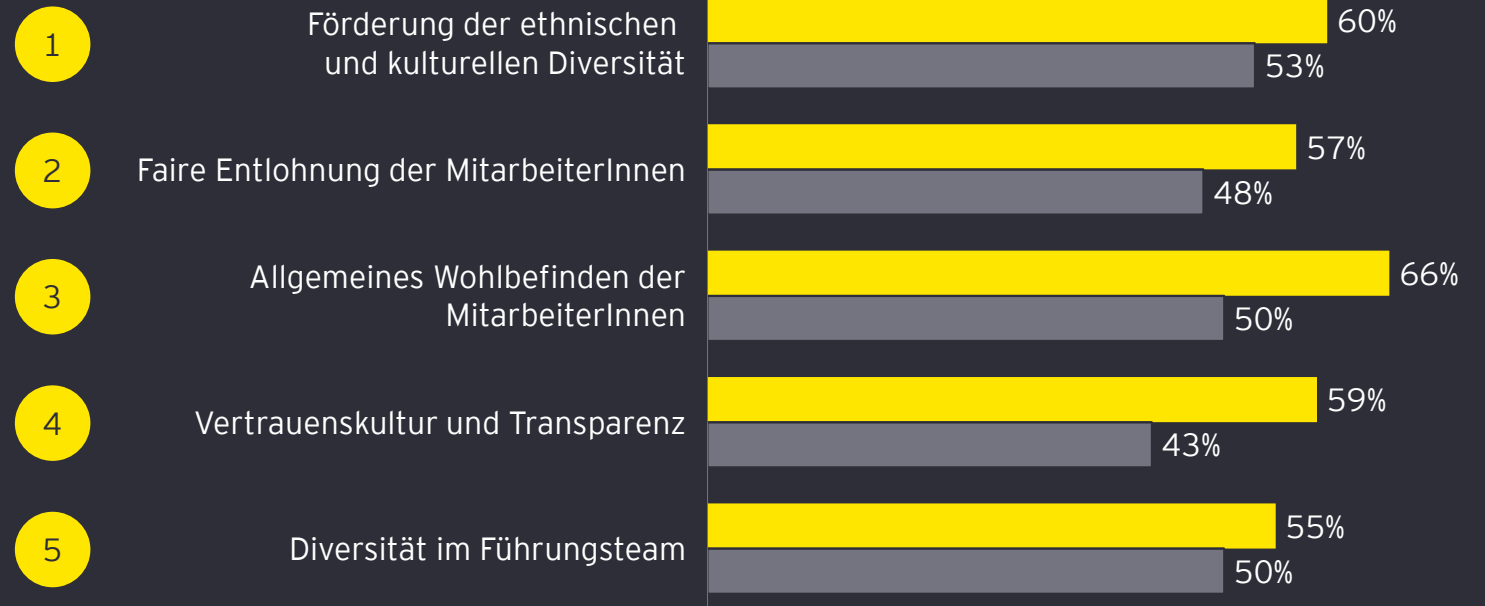 1
Förderung der ethnischen
und kulturellen Diversität
60%
53%
2
Faire Entlohnung der MitarbeiterInnen
57%
48%
3
Allgemeines Wohlbefinden der
MitarbeiterInnen
66%
50%
4
Vertrauenskultur und Transparenz
59%
43%
5
Diversität im Führungsteam
55%
50%